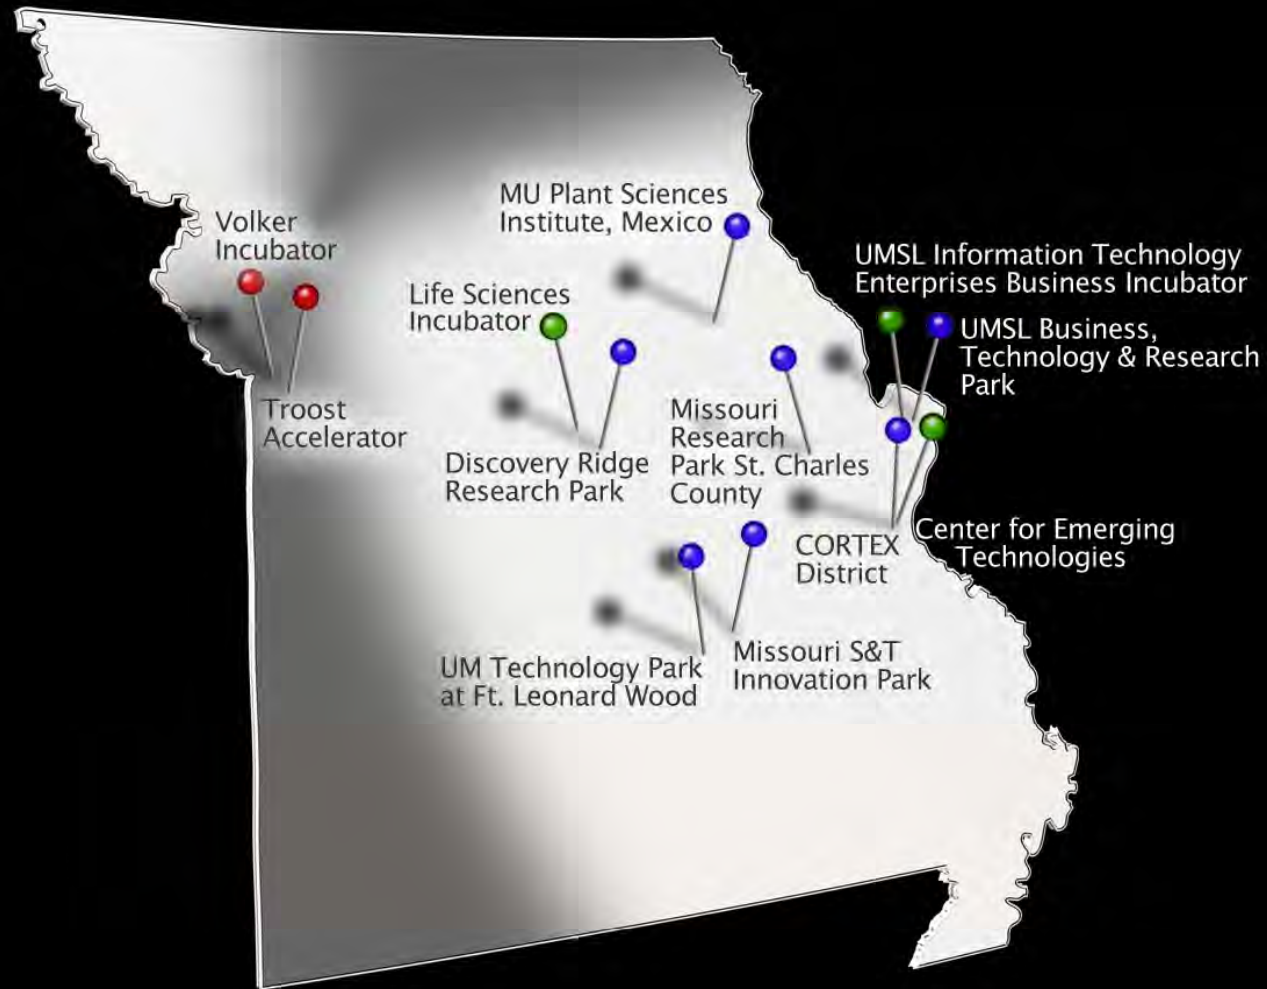 MU Plant Sciences
Institute, Mexico
Volker
Incubator
UMSL Information Technology
Enterprises Business Incubator
Life Sciences
Incubator
UMSL Business,
Technology & Research
Park
Troost
Accelerator
Missouri
Research
Park St. Charles
County
Discovery Ridge
Research Park
Center for Emerging
Technologies
CORTEX
District
Missouri S&T
Innovation Park
UM Technology Park
at Ft. Leonard Wood